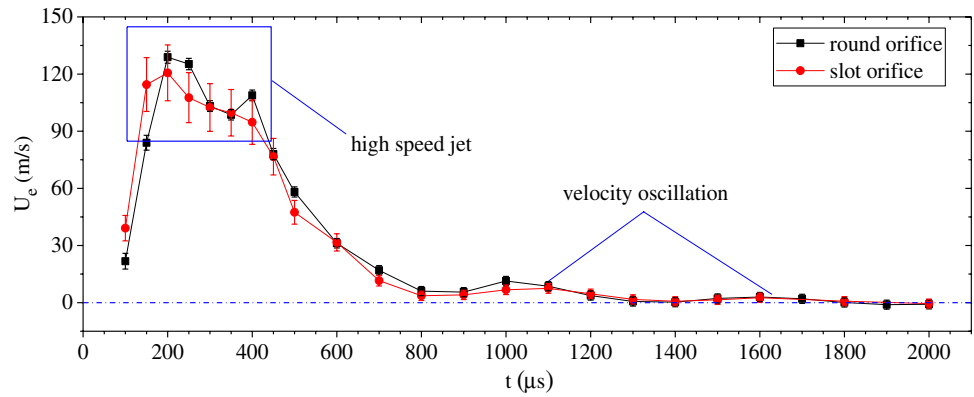 150
120
90
60
30
0
U_e (m/s)
round orifice
slot orifice
high speed jet
velocity oscillation
0 200 400 600 800 1000 1200 1400 1600 1800 2000
t (μs)